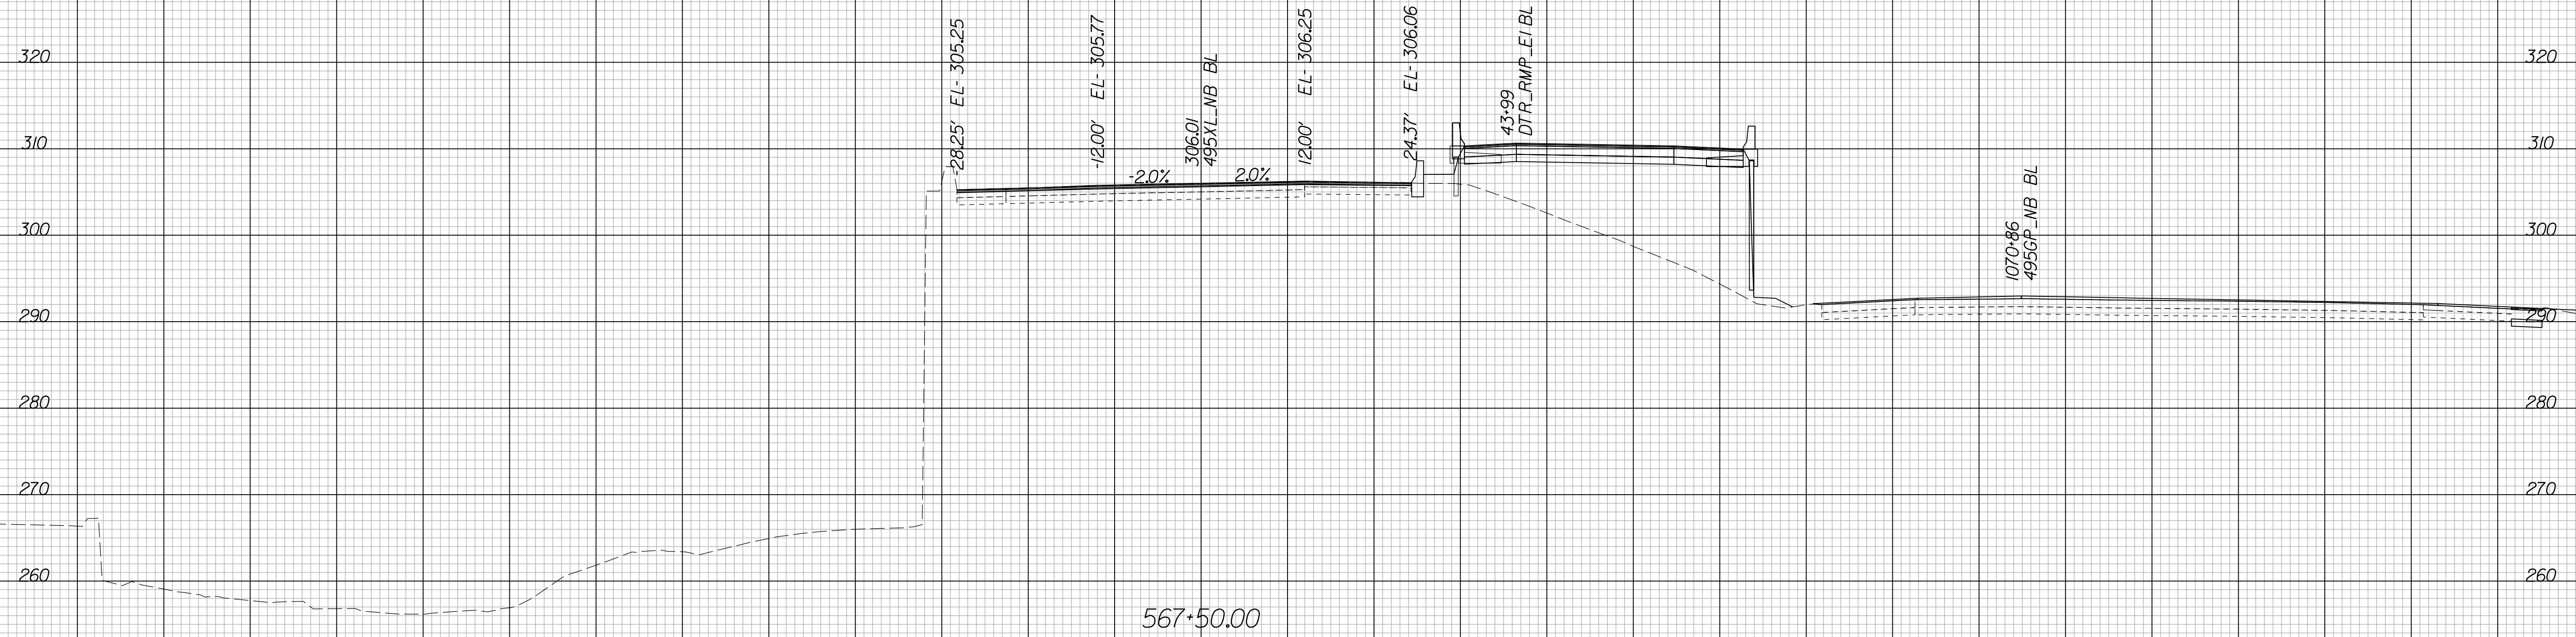 -28.25' EL- 305.25
-12.00' EL- 305.77
306.01
495XL_NB BL
12.00' EL- 306.25
24.37' EL- 306.06
43+99
DTR_RMP_E1 BL
-2.0%
2.0%
1070+86
495GP_NB BL
320
320
310
310
300
300
290
290
280
280
270
270
260
260
567+50.00